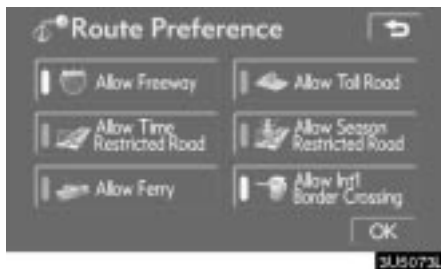 Route Preference
Allow Freeway
Allow Toll Road
Allow Time
Restricted Road
Allow Season
Restricted Road
Allow Ferry
Allow Int'l
Border Crossing
OK
3U5073L